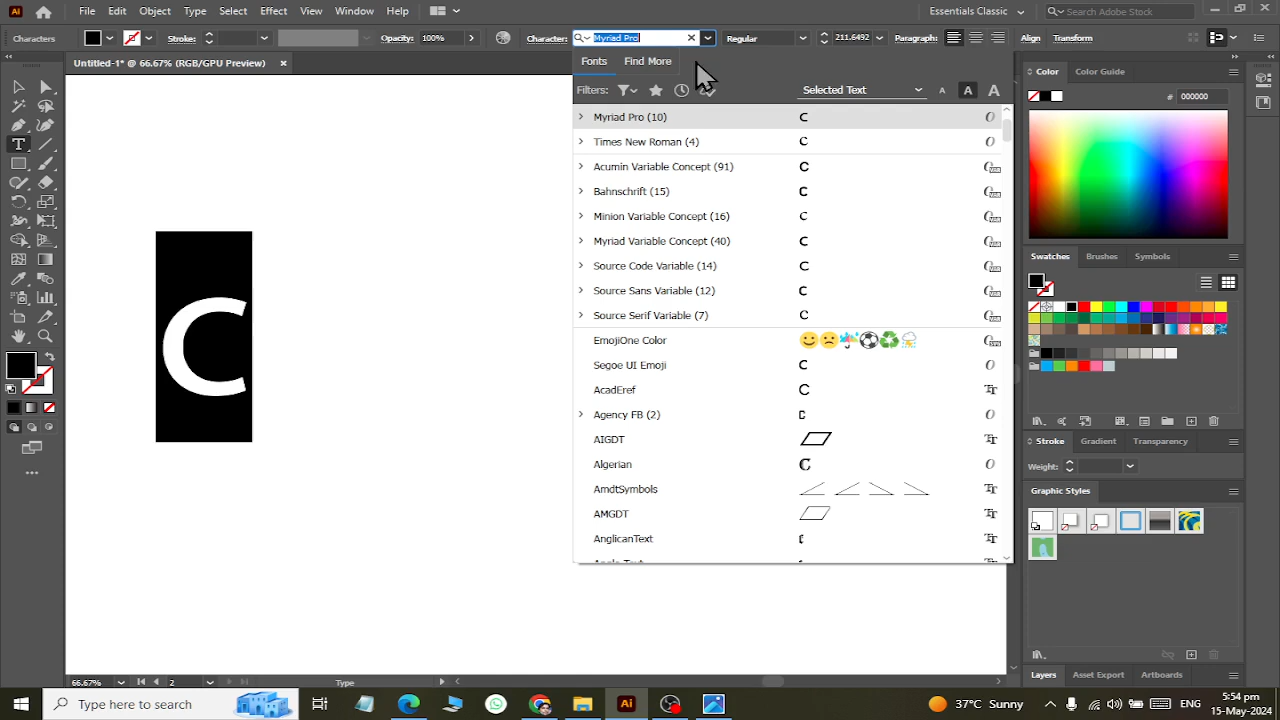 Ai File Edit Object Type Select Effect View Window Help Essentials Classic Search Adobe Stock
Characters Stroke: Opacity: 100% Character: Myriad Pro Regular 211.6492 Paragraph: Align Transform
Untitled-1* @ 66.67% (RGB/GPU Preview)
Fonts Find More
Filters: Selected Text A A A
Myriad Pro (10) C
Times New Roman (4) C
Acumin Variable Concept (91) C
Bahnschrift (15) C
Minion Variable Concept (16) C
Myriad Variable Concept (40) C
Source Code Variable (14) C
Source Sans Variable (12) C
Source Serif Variable (7) C
EmojiOne Color
Segoe UI Emoji C
AcadEref C
Agency FB (2) C
AIGDT
Algerian C
AmdtSymbols
AMGDT
AnglicanText
C
Color Color Guide
# 000000
Swatches Brushes Symbols
Stroke Gradient Transparency
Weight:
Graphic Styles
Layers Asset Export Artboards
66.67% 2 Type
Type here to search Ai 37°C Sunny 5:54 pm
15-May-2024